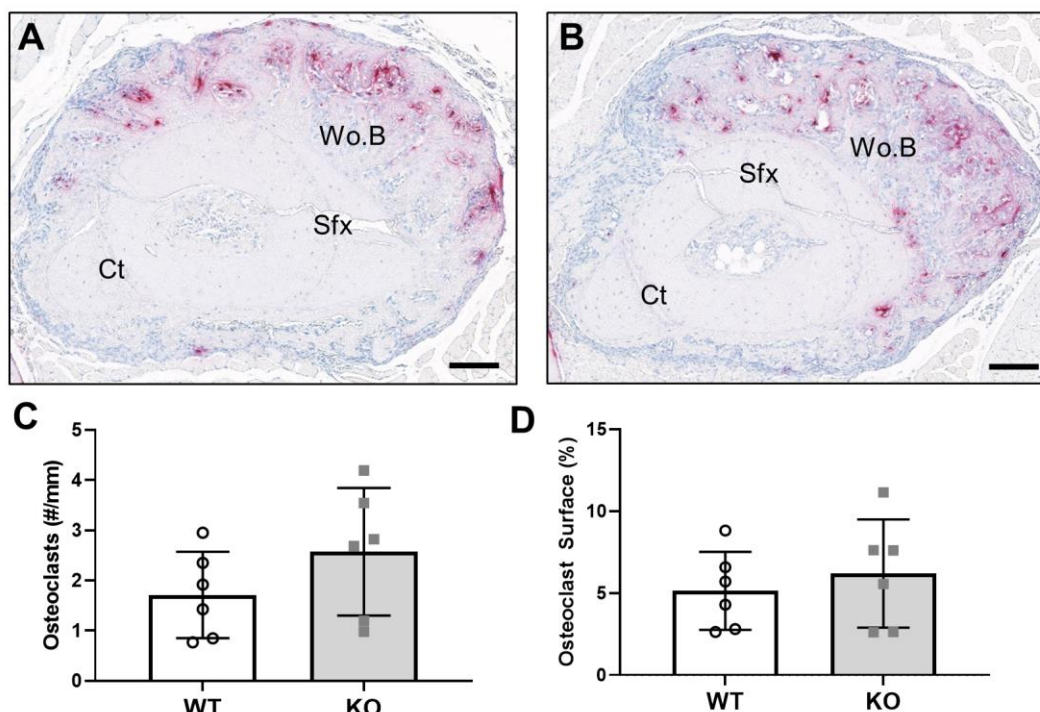 A
Wo.B
Sfx
Ct
B
Wo.B
Sfx
Ct
C
Osteoclasts (#/mm)
5
4
3
2
1
0
WT
KO
D
Osteoclast Surface (%)
15
10
5
0
WT
KO